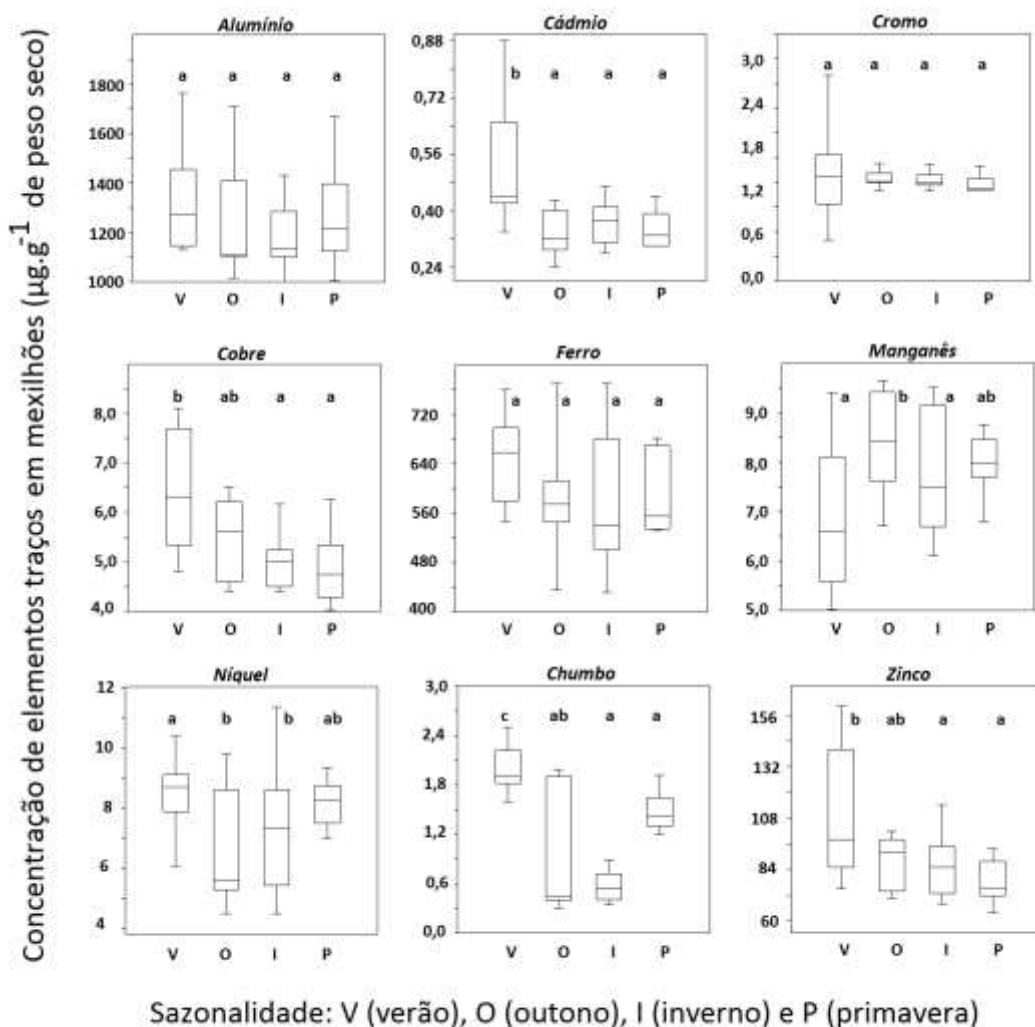 Concentração de elementos traços em mexilhões (µg.g⁻¹ de peso seco)
Alumínio
Cádmio
Cromo
1800
1600
1400
1200
1000
a a a a
V O I P
0,88
0,72
0,56
0,40
0,24
b a a a
V O I P
3,0
2,4
1,8
1,2
0,6
0,0
a a a a
V O I P
Cobre
Ferro
Manganês
8,0
7,0
6,0
5,0
4,0
b ab a a
V O I P
720
640
560
480
400
a a a a
V O I P
9,0
8,0
7,0
6,0
5,0
a b a ab
V O I P
Níquel
Chumbo
Zinco
12
10
8
6
4
a b b ab
V O I P
3,0
2,4
1,8
1,2
0,6
0,0
c ab a a
V O I P
156
132
108
84
60
b ab a a
V O I P
Sazonalidade: V (verão), O (outono), I (inverno) e P (primavera)